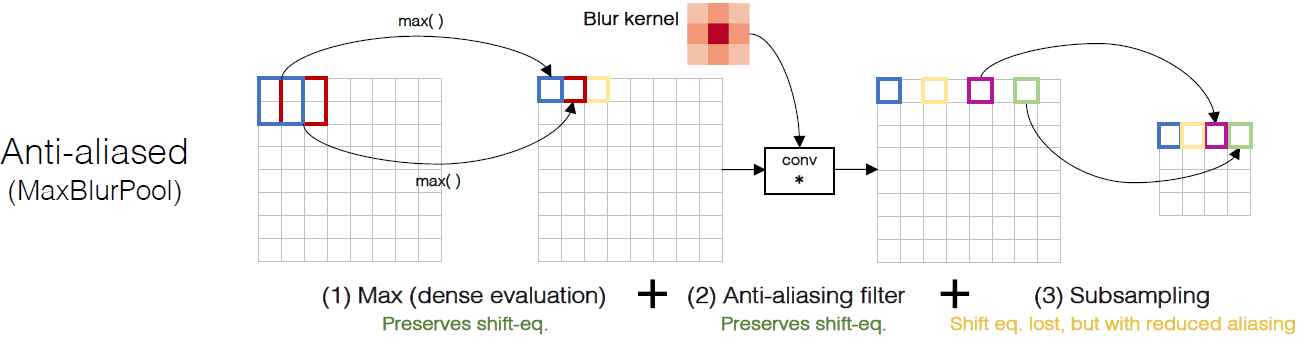 max( )
Blur kernel
Anti-aliased
(MaxBlurPool)
max( )
conv
*
(1) Max (dense evaluation) + (2) Anti-aliasing filter + (3) Subsampling
Preserves shift-eq. Preserves shift-eq. Shift eq. lost, but with reduced aliasing